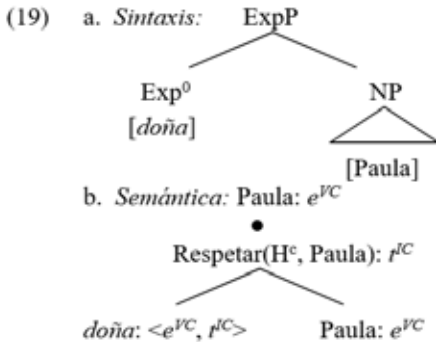 (19) a. Sintaxis: ExpP
Exp⁰ NP
[doña]
[Paula]
b. Semántica: Paula: eⱽᶜ
●
Respetar(Hᶜ, Paula): tᴵᶜ
doña: <eⱽᶜ, tᴵᶜ> Paula: eⱽᶜ